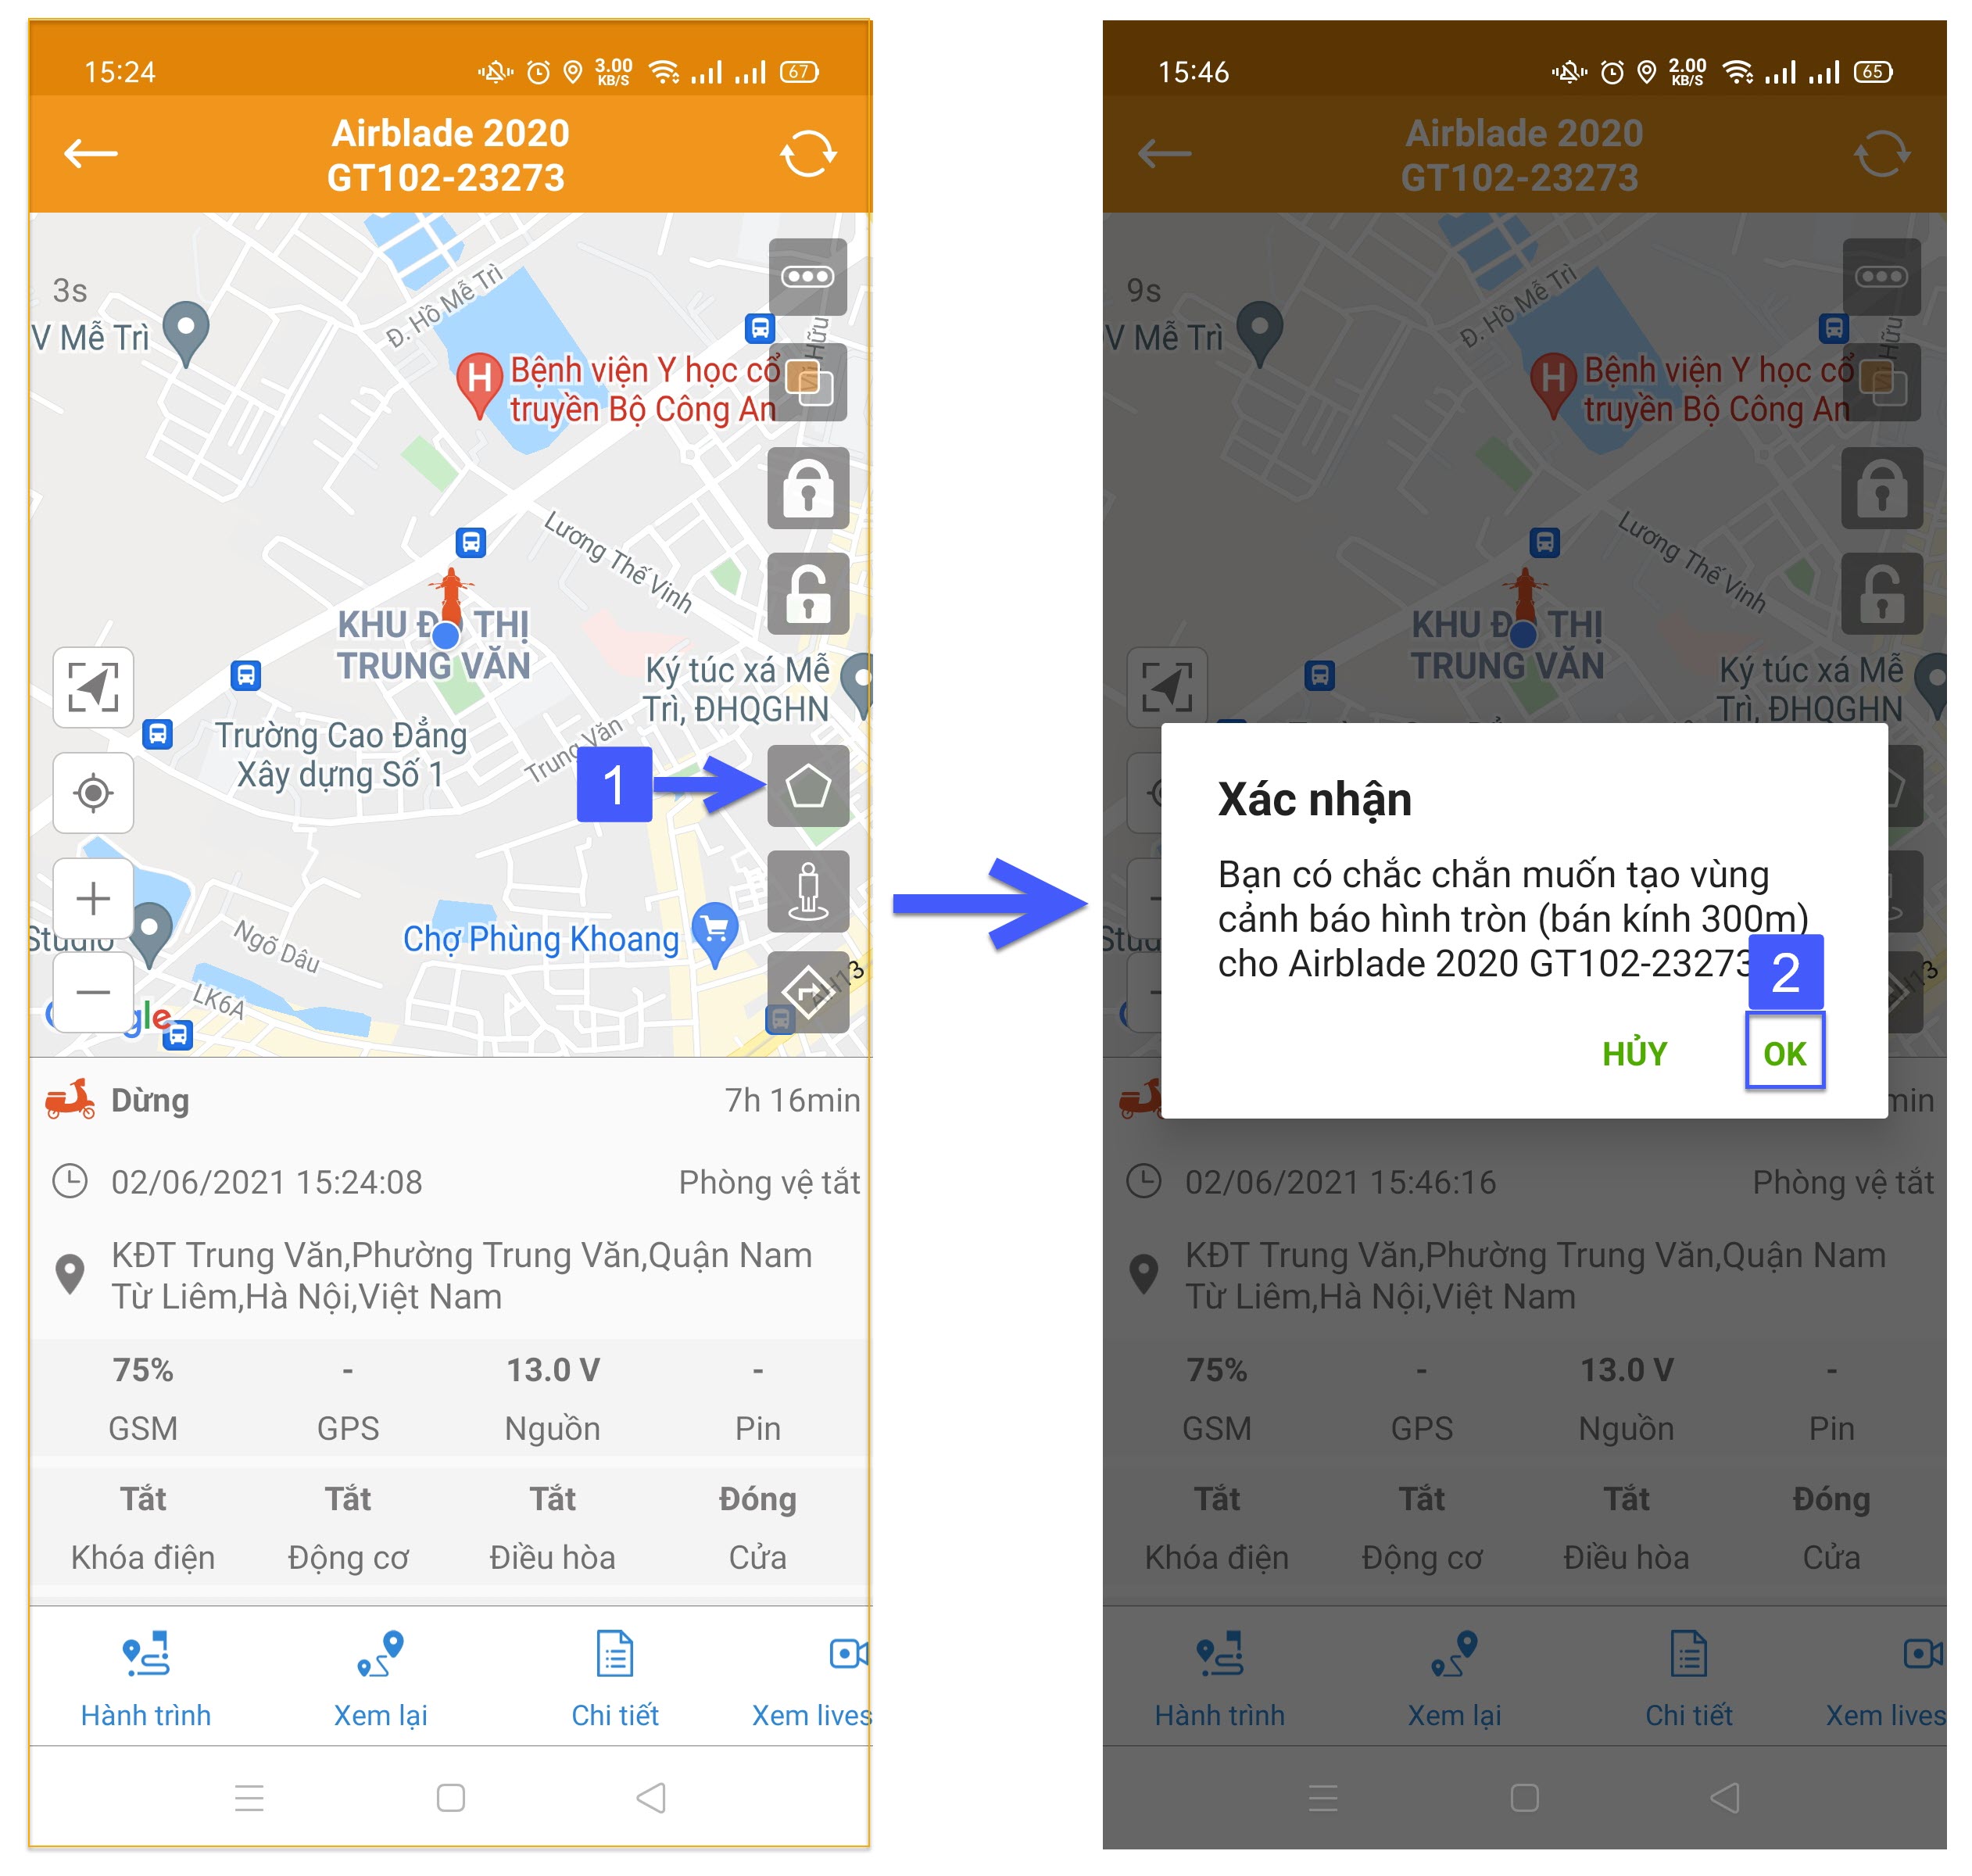 15:24
3.00
KB/S
67
Airblade 2020
GT102-23273
3s
Đ. Hồ Mễ Trì
V Mễ Trì
Hữu
H
Bệnh viện Y học cổ
truyền Bộ Công An
Lương Thế Vinh
KHU ĐÔ THỊ
TRUNG VĂN
Ký túc xá Mễ
Trì, ĐHQGHN
Trường Cao Đẳng
Xây dựng Số 1
Trung Văn
1
Studio
Ngõ Dâu
Chợ Phùng Khoang
LK6A
AH13
gle
Dừng
7h 16min
02/06/2021 15:24:08
Phòng vệ tắt
KĐT Trung Văn,Phường Trung Văn,Quận Nam
Từ Liêm,Hà Nội,Việt Nam
75%
-
13.0 V
-
GSM
GPS
Nguồn
Pin
Tắt
Tắt
Tắt
Đóng
Khóa điện
Động cơ
Điều hòa
Cửa
Hành trình
Xem lại
Chi tiết
Xem lives
15:46
2.00
KB/S
65
Airblade 2020
GT102-23273
9s
Đ. Hồ Mễ Trì
V Mễ Trì
Hữu
H
Bệnh viện Y học cổ
truyền Bộ Công An
Lương Thế Vinh
KHU ĐÔ THỊ
TRUNG VĂN
Ký túc xá Mễ
Trì, ĐHQGHN
Xác nhận
Bạn có chắc chắn muốn tạo vùng
cảnh báo hình tròn (bán kính 300m)
cho Airblade 2020 GT102-23273
2
HỦY
OK
Stud
H13
min
02/06/2021 15:46:16
Phòng vệ tắt
KĐT Trung Văn,Phường Trung Văn,Quận Nam
Từ Liêm,Hà Nội,Việt Nam
75%
-
13.0 V
-
GSM
GPS
Nguồn
Pin
Tắt
Tắt
Tắt
Đóng
Khóa điện
Động cơ
Điều hòa
Cửa
Hành trình
Xem lại
Chi tiết
Xem lives